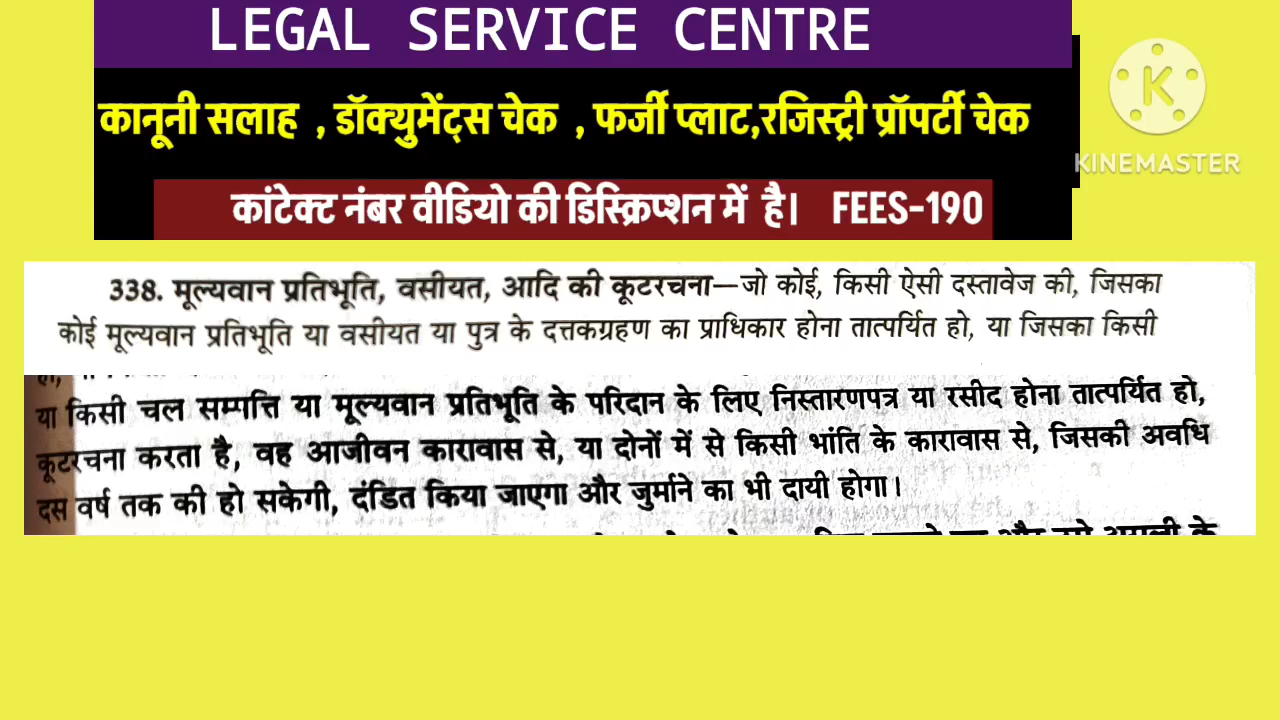 LEGAL SERVICE CENTRE
कानूनी सलाह , डॉक्युमेंट्स चेक , फर्जी प्लाट,रजिस्ट्री प्रॉपर्टी चेक
K
KINEMASTER
कांटेक्ट नंबर वीडियो की डिस्क्रिप्शन में है। FEES-190
338. मूल्यवान प्रतिभूति, वसीयत, आदि की कूटरचना—जो कोई, किसी ऐसी दस्तावेज की, जिसका
कोई मूल्यवान प्रतिभूति या वसीयत या पुत्र के दत्तकग्रहण का प्राधिकार होना तात्पर्यित हो, या जिसका किसी
या किसी चल सम्पत्ति या मूल्यवान प्रतिभूति के परिदान के लिए निस्तारणपत्र या रसीद होना तात्पर्यित हो,
कूटरचना करता है, वह आजीवन कारावास से, या दोनों में से किसी भांति के कारावास से, जिसकी अवधि
दस वर्ष तक की हो सकेगी, दंडित किया जाएगा और जुर्माने का भी दायी होगा।